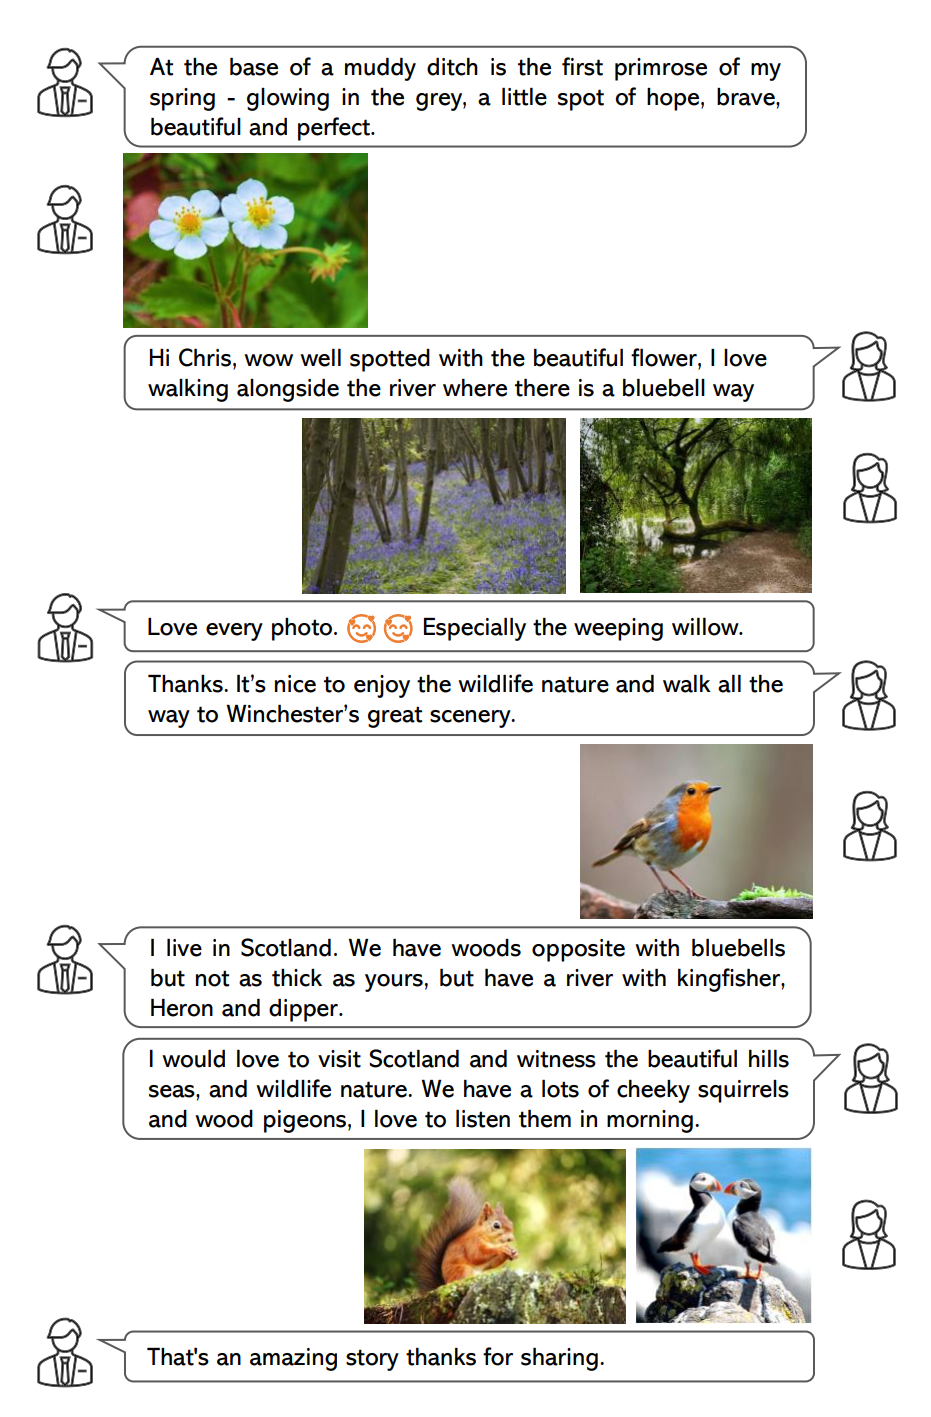 At the base of a muddy ditch is the first primrose of my
spring - glowing in the grey, a little spot of hope, brave,
beautiful and perfect.
Hi Chris, wow well spotted with the beautiful flower, I love
walking alongside the river where there is a bluebell way
Love every photo. 🥰 🥰 Especially the weeping willow.
Thanks. It’s nice to enjoy the wildlife nature and walk all the
way to Winchester’s great scenery.
I live in Scotland. We have woods opposite with bluebells
but not as thick as yours, but have a river with kingfisher,
Heron and dipper.
I would love to visit Scotland and witness the beautiful hills
seas, and wildlife nature. We have a lots of cheeky squirrels
and wood pigeons, I love to listen them in morning.
That's an amazing story thanks for sharing.